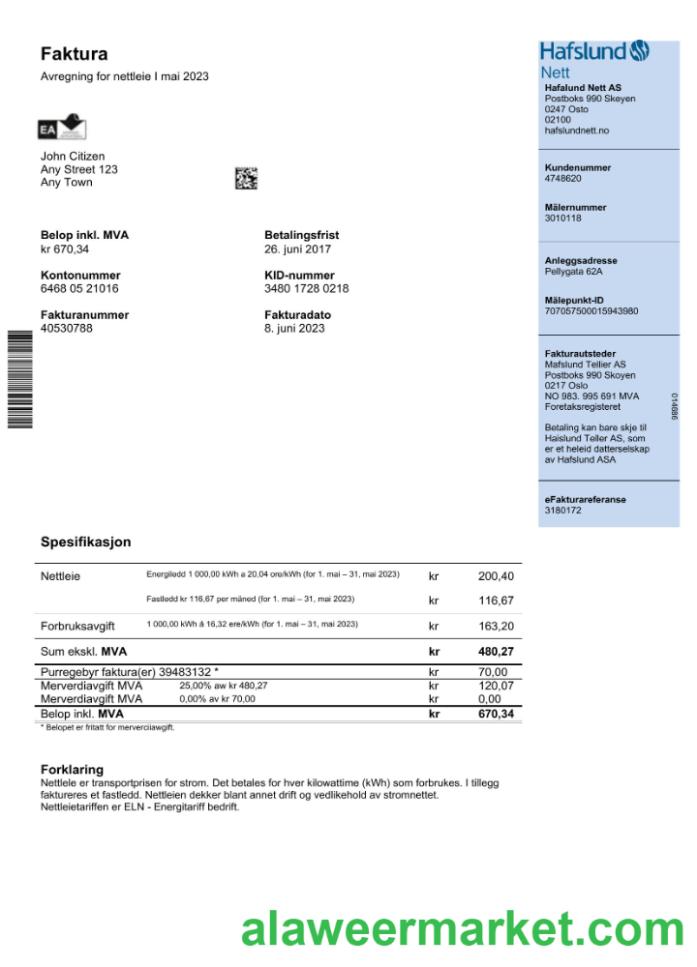 Faktura
Avregning for nettleie I mai 2023
EA
John Citizen
Any Street 123
Any Town
Belop inkl. MVA
kr 670,34
Betalingsfrist
26. juni 2017
Kontonummer
6468 05 21016
KID-nummer
3480 1728 0218
Fakturanummer
40530788
Fakturadato
8. juni 2023
Hafslund
Nett
Hafalund Nett AS
Postboks 990 Skeyen
0247 Osto
02100
hafslundnett.no
Kundenummer
4748620
Mälernummer
3010118
Anleggsadresse
Pellygata 62A
Målepunkt-ID
707057500015943980
Fakturautsteder
Mafslund Tellier AS
Postboks 990 Skoyen
0217 Oslo
NO 983. 995 691 MVA
Foretaksregisteret
014686
Betaling kan bare skje til
Haislund Teller AS, som
er et heleid datterselskap
av Hafslund ASA
eFakturareferanse
3180172
Spesifikasjon
Nettleie Energiledd 1 000,00 kWh a 20,04 ore/kWh (for 1. mai – 31, mai 2023) kr 200,40
Fastledd kr 116,67 per måned (for 1. mai – 31, mai 2023) kr 116,67
Forbruksavgift 1 000,00 kWh á 16,32 ere/kWh (for 1. mai – 31, mai 2023) kr 163,20
Sum ekskl. MVA kr 480,27
Purregebyr faktura(er) 39483132 * kr 70,00
Merverdiavgift MVA 25,00% aw kr 480,27 kr 120,07
Merverdiavgift MVA 0,00% av kr 70,00 kr 0,00
Belop inkl. MVA kr 670,34
* Belopet er fritatt for merverciiawgift.
Forklaring
Nettlele er transportprisen for strom. Det betales for hver kilowattime (kWh) som forbrukes. I tillegg
faktureres et fastledd. Nettleien dekker blant annet drift og vedlikehold av stromnettet.
Nettleietariffen er ELN - Energitariff bedrift.
alaweermarket.com